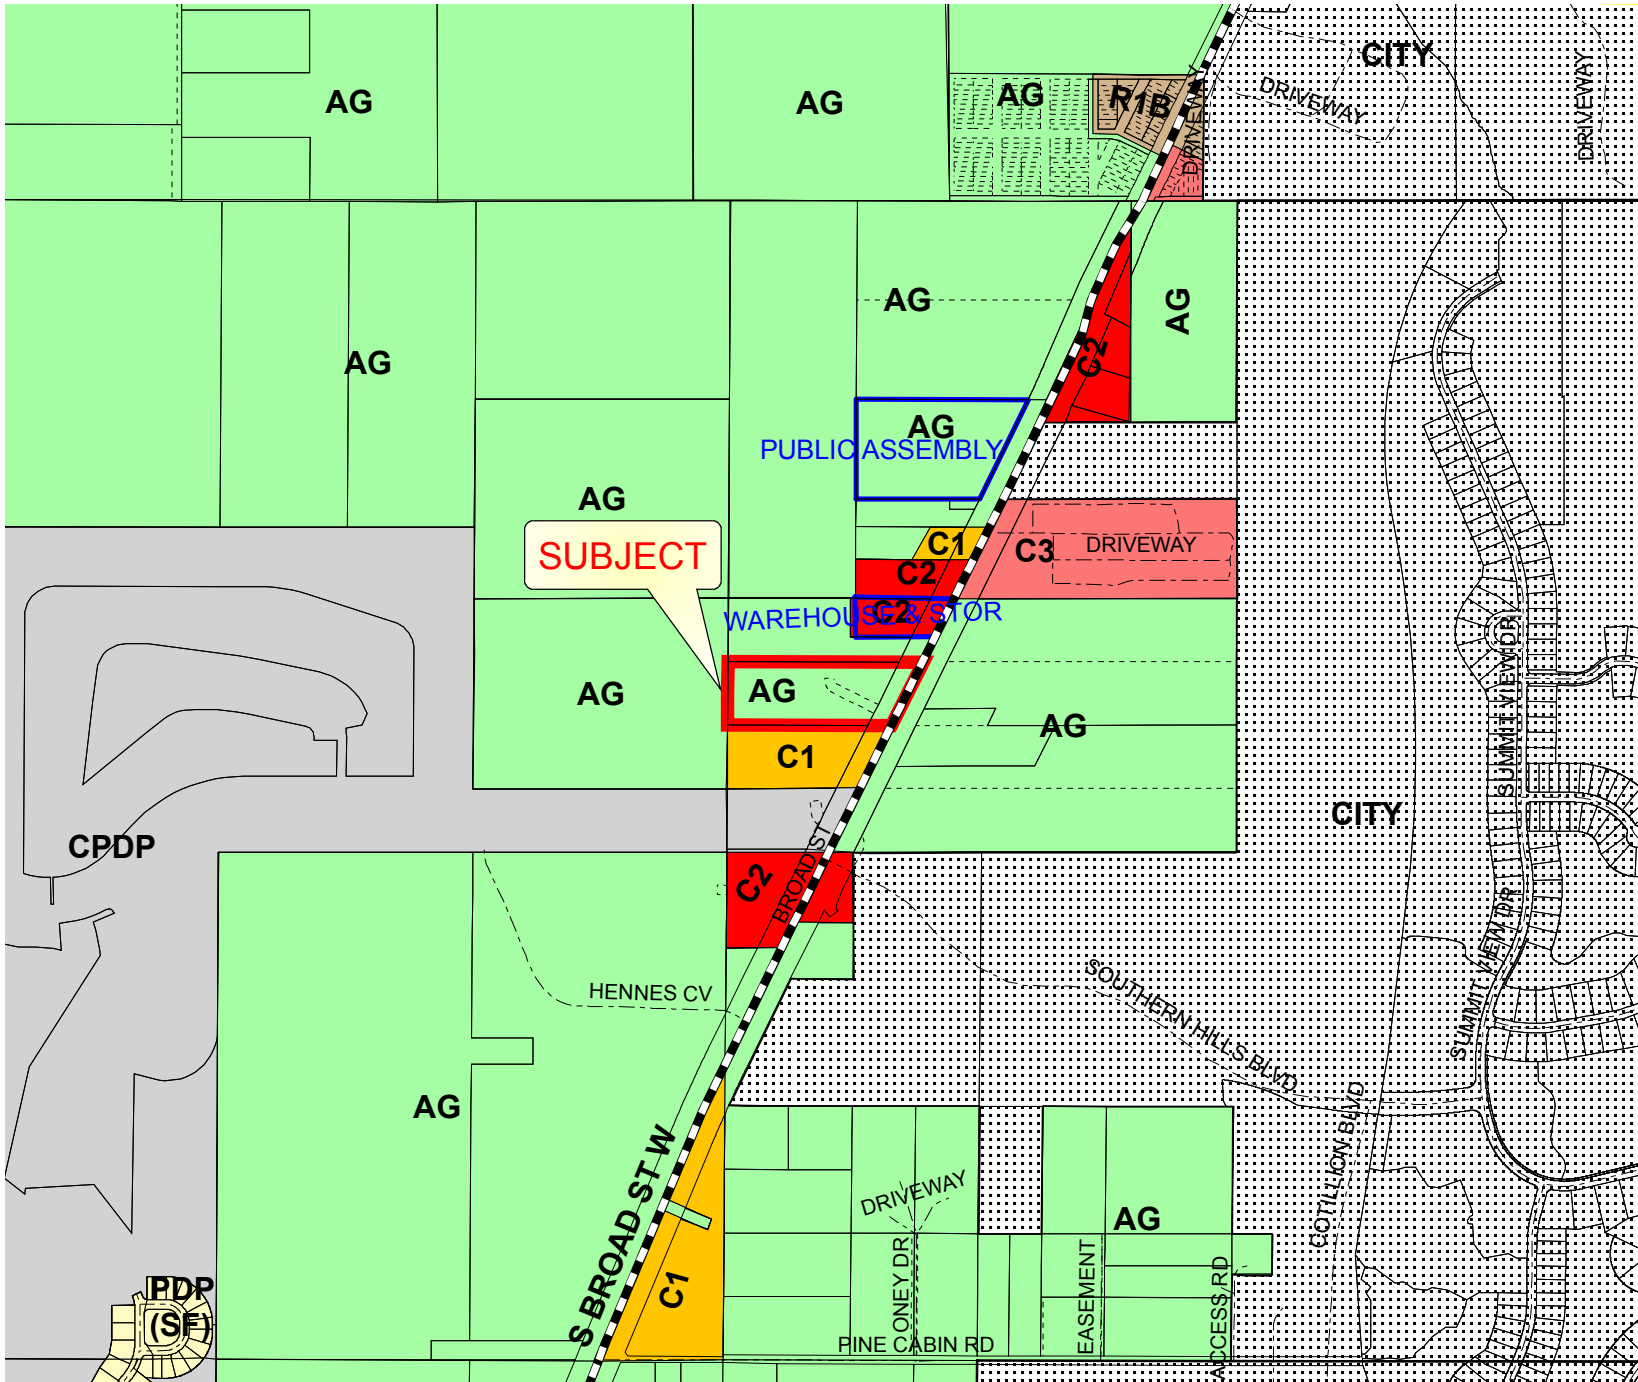 CITY
DRIVEWAY
DRIVEWAY
AG
AG
AG
R1B
DRIVEWAY
AG
AG
AG
C2
AG
PUBLIC ASSEMBLY
AG
SUBJECT
C1
C3
DRIVEWAY
C2
C2
WAREHOUSE & STOR
SUMMIT VIEW DR
AG
AG
AG
C1
CITY
CPDP
BROAD ST
C2
SUMMIT VIEW DR
HENNES CV
SOUTHERN HILLS BLVD
AG
COTILLION BLVD
S BROAD ST W
DRIVEWAY
AG
CONEY DR
EASEMENT
ACCESS RD
C1
PDP
(SF)
PINE CABIN RD